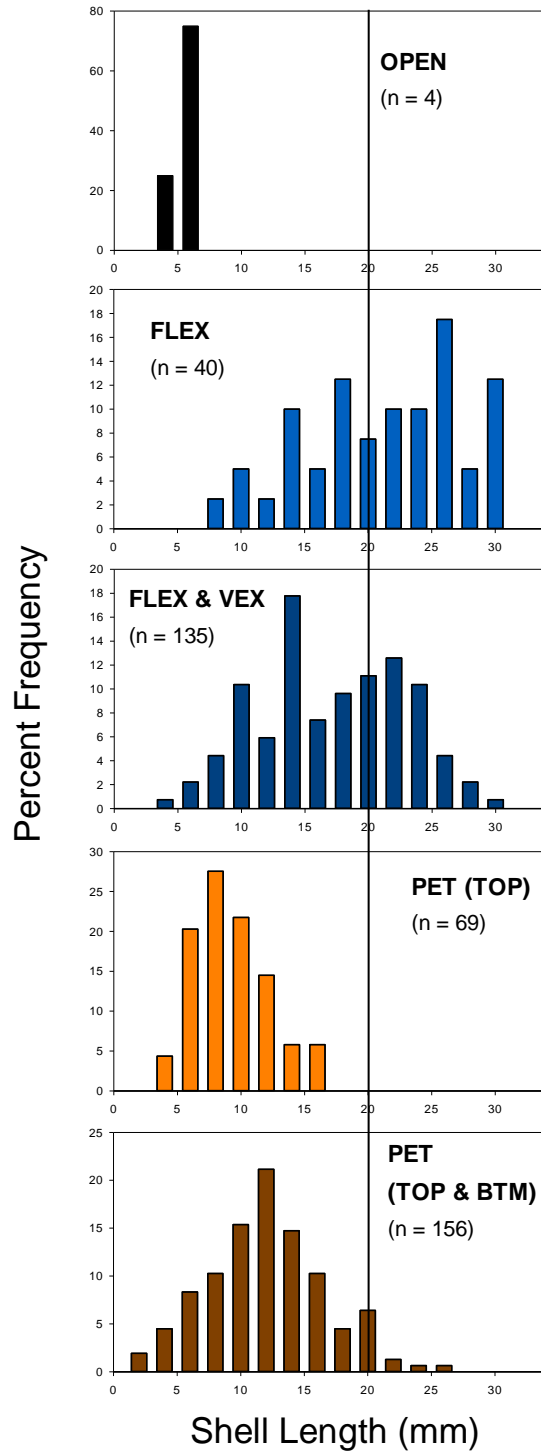 80
60
40
20
0
OPEN
(n = 4)
0 5 10 15 20 25 30
20
18
16
14
12
10
8
6
4
2
0
FLEX
(n = 40)
0 5 10 15 20 25 30
20
18
16
14
12
10
8
6
4
2
0
FLEX & VEX
(n = 135)
0 5 10 15 20 25 30
Percent Frequency
30
25
20
15
10
5
0
PET (TOP)
(n = 69)
0 5 10 15 20 25 30
25
20
15
10
5
0
PET
(TOP & BTM)
(n = 156)
0 5 10 15 20 25 30
Shell Length (mm)